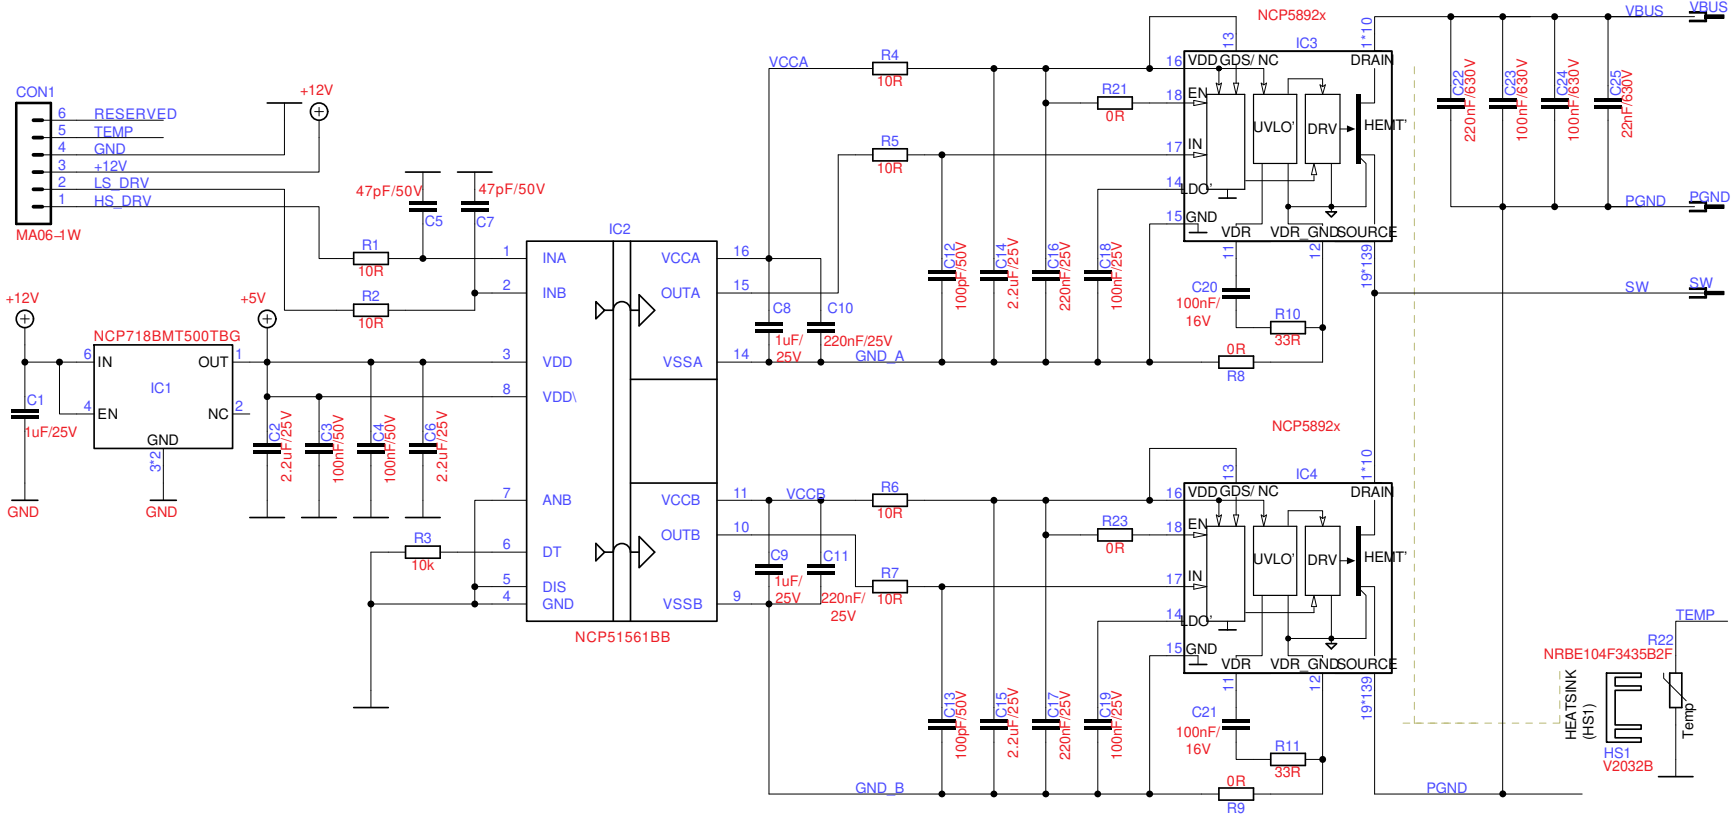 CON1
6 RESERVED
5 TEMP
4 GND
3 +12V
2 LS_DRV
1 HS_DRV
MA06-1W
+12V
47pF/50V
C5
47pF/50V
C7
R1
10R
R2
10R
+12V
+5V
NCP718BMT500TBG
6 IN
OUT 1
IC1
4 EN
NC 2
GND
3*2
C1
1uF/25V
GND
GND
C2
2.2uF/25V
C3
100nF/50V
C4
100nF/50V
C6
2.2uF/25V
R3
10k
IC2
1 INA
2 INB
3 VDD
8 VDD\
7 ANB
6 DT
5 DIS
4 GND
VCCA 16
OUTA 15
VSSA 14
VCCB 11
OUTB 10
VSSB 9
NCP51561BB
VCCA
R4
10R
R5
10R
C8
1uF/
25V
C10
220nF/25V
GND_A
C12
100pF/50V
C14
2.2uF/25V
C16
220nF/25V
C18
100nF/25V
R21
0R
NCP5892x
IC3
13
1*10
16 VDD
GDS/ NC
DRAIN
18 EN
17 IN
14 LDO'
15 GND
UVLO'
DRV
HEMT'
VDR
VDR_GND
SOURCE
11
12
19*139
C20
100nF/
16V
R10
33R
0R
R8
VBUS
VBUS
C22
220nF/630V
C23
100nF/630V
C24
100nF/630V
C25
22nF/630V
PGND
PGND
SW
SW
VCCB
R6
10R
R7
10R
C9
1uF/
25V
C11
220nF/
25V
GND_B
C13
100pF/50V
C15
2.2uF/25V
C17
220nF/25V
C19
100nF/25V
R23
0R
NCP5892x
IC4
13
1*10
16 VDD
GDS/ NC
DRAIN
18 EN
17 IN
14 LDO'
15 GND
UVLO'
DRV
HEMT'
VDR
VDR_GND
SOURCE
11
12
19*139
C21
100nF/
16V
R11
33R
0R
R9
PGND
TEMP
R22
NRBE104F3435B2F
HEATSINK
(HS1)
HS1
V2032B
Temp